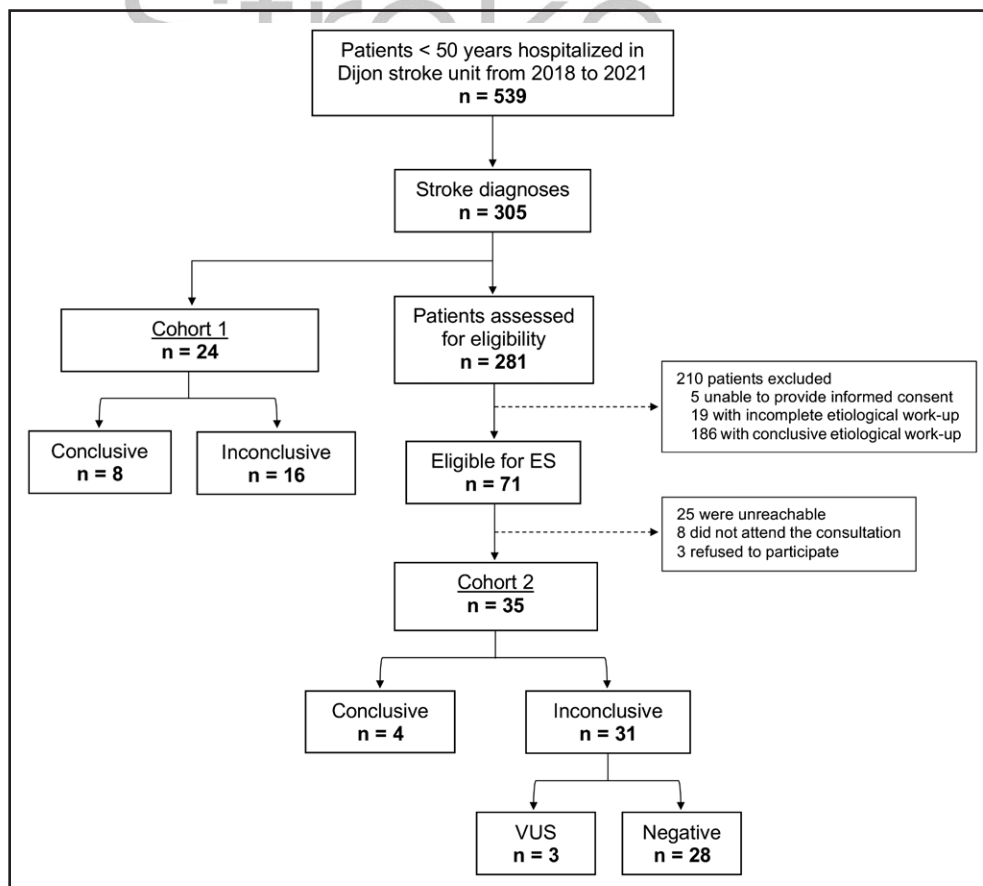 Stroke
Patients < 50 years hospitalized in
Dijon stroke unit from 2018 to 2021
n = 539
Stroke diagnoses
n = 305
Cohort 1
n = 24
Patients assessed
for eligibility
n = 281
210 patients excluded
5 unable to provide informed consent
19 with incomplete etiological work-up
186 with conclusive etiological work-up
Conclusive
n = 8
Inconclusive
n = 16
Eligible for ES
n = 71
25 were unreachable
8 did not attend the consultation
3 refused to participate
Cohort 2
n = 35
Conclusive
n = 4
Inconclusive
n = 31
VUS
n = 3
Negative
n = 28